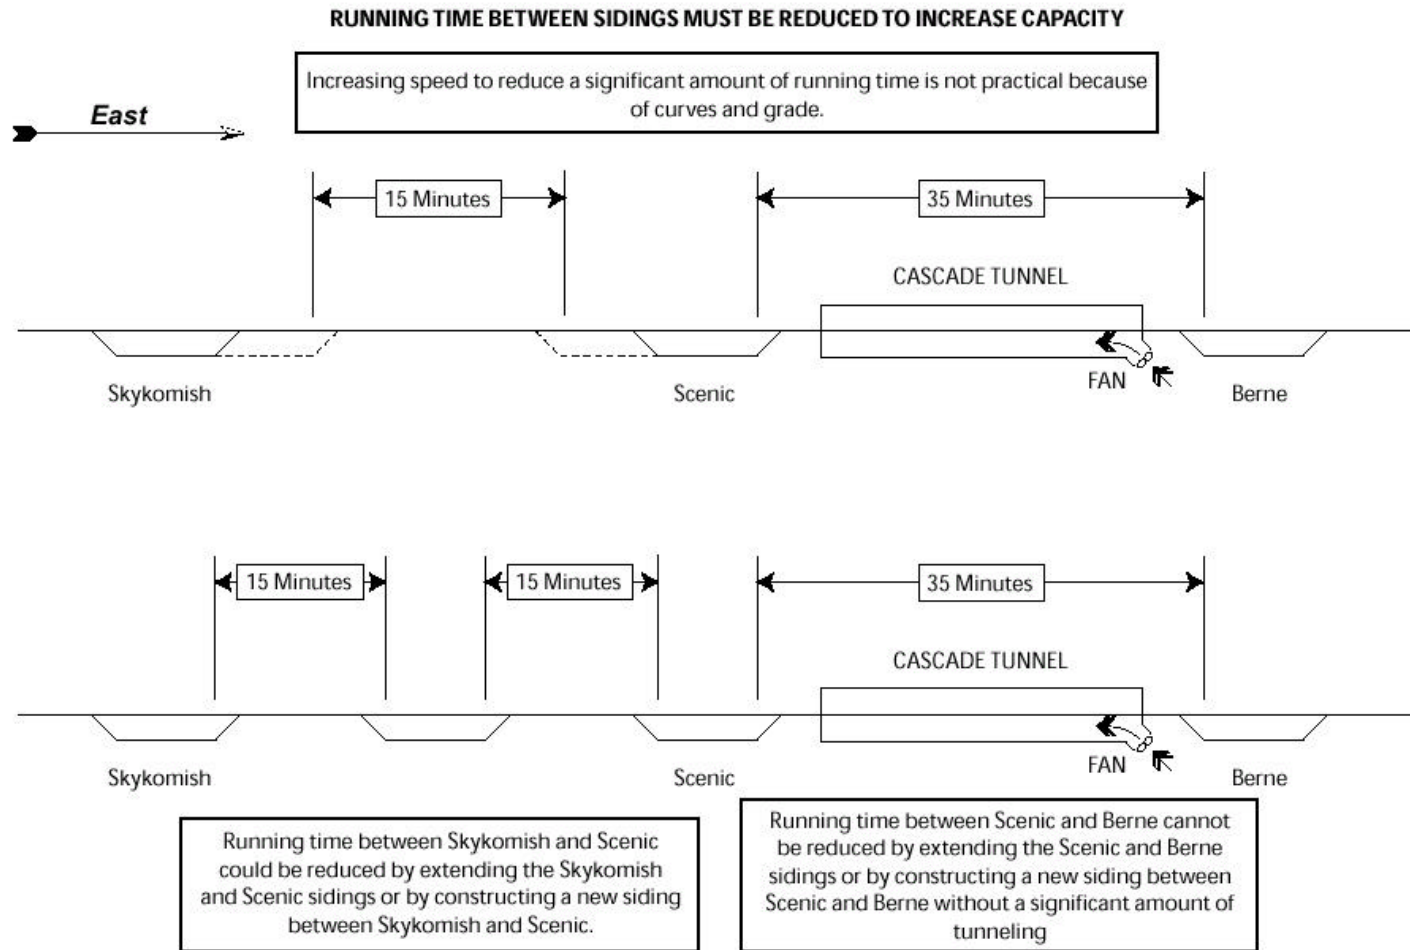 RUNNING TIME BETWEEN SIDINGS MUST BE REDUCED TO INCREASE CAPACITY
Increasing speed to reduce a significant amount of running time is not practical because
of curves and grade.
East
15 Minutes
35 Minutes
CASCADE TUNNEL
FAN
Skykomish
Scenic
Berne
15 Minutes
15 Minutes
35 Minutes
CASCADE TUNNEL
FAN
Skykomish
Scenic
Berne
Running time between Skykomish and Scenic
could be reduced by extending the Skykomish
and Scenic sidings or by constructing a new siding
between Skykomish and Scenic.
Running time between Scenic and Berne cannot
be reduced by extending the Scenic and Berne
sidings or by constructing a new siding between
Scenic and Berne without a significant amount of
tunneling